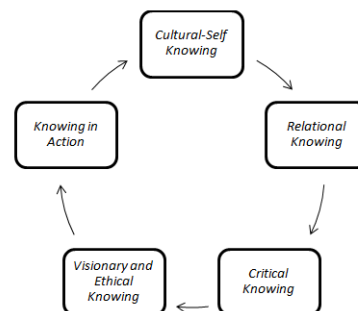 Cultural-Self
Knowing
Relational
Knowing
Critical
Knowing
Visionary and
Ethical
Knowing
Knowing in
Action